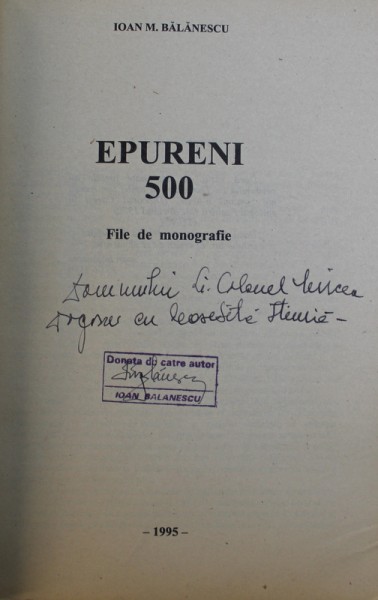 IOAN M. BĂLĂNESCU
EPURENI
500
File de monografie
Domnului Lt. Colonel Mircea
cu deosebită stimă –
Donata de catre autor
IOAN BALANESCU
– 1995 –